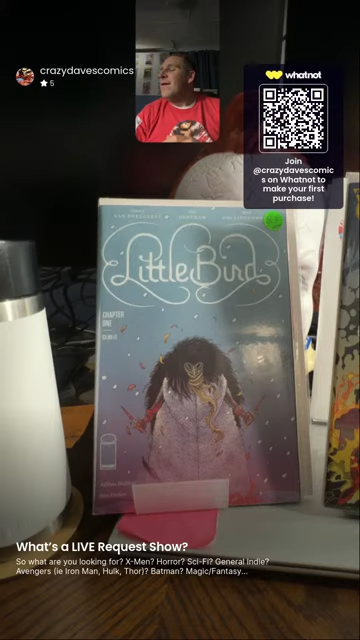 crazydavescomics
5
whatnot
Join
@crazydavescomic
s on Whatnot to
make your first
purchase!
Little Bird
CHAPTER
ONE
What's a LIVE Request Show?
So what are you looking for? X-Men? Horror? Sci-Fi? General Indie?
Avengers (ie Iron Man, Hulk, Thor)? Batman? Magic/Fantasy...